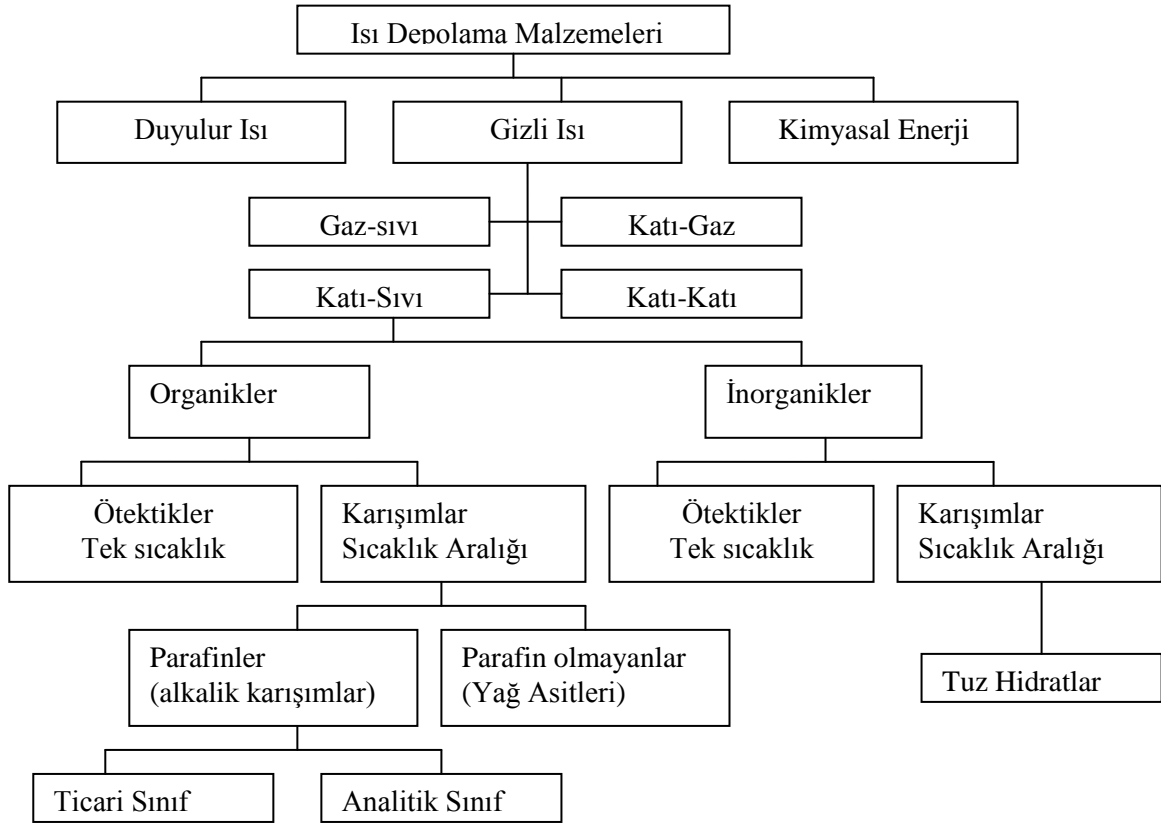 Isı Depolama Malzemeleri
Duyulur Isı
Gizli Isı
Kimyasal Enerji
Gaz-sıvı
Katı-Gaz
Katı-Sıvı
Katı-Katı
Organikler
İnorganikler
Ötektikler
Tek sıcaklık
Karışımlar
Sıcaklık Aralığı
Ötektikler
Tek sıcaklık
Karışımlar
Sıcaklık Aralığı
Parafinler
(alkalik karışımlar)
Parafin olmayanlar
(Yağ Asitleri)
Tuz Hidratlar
Ticari Sınıf
Analitik Sınıf